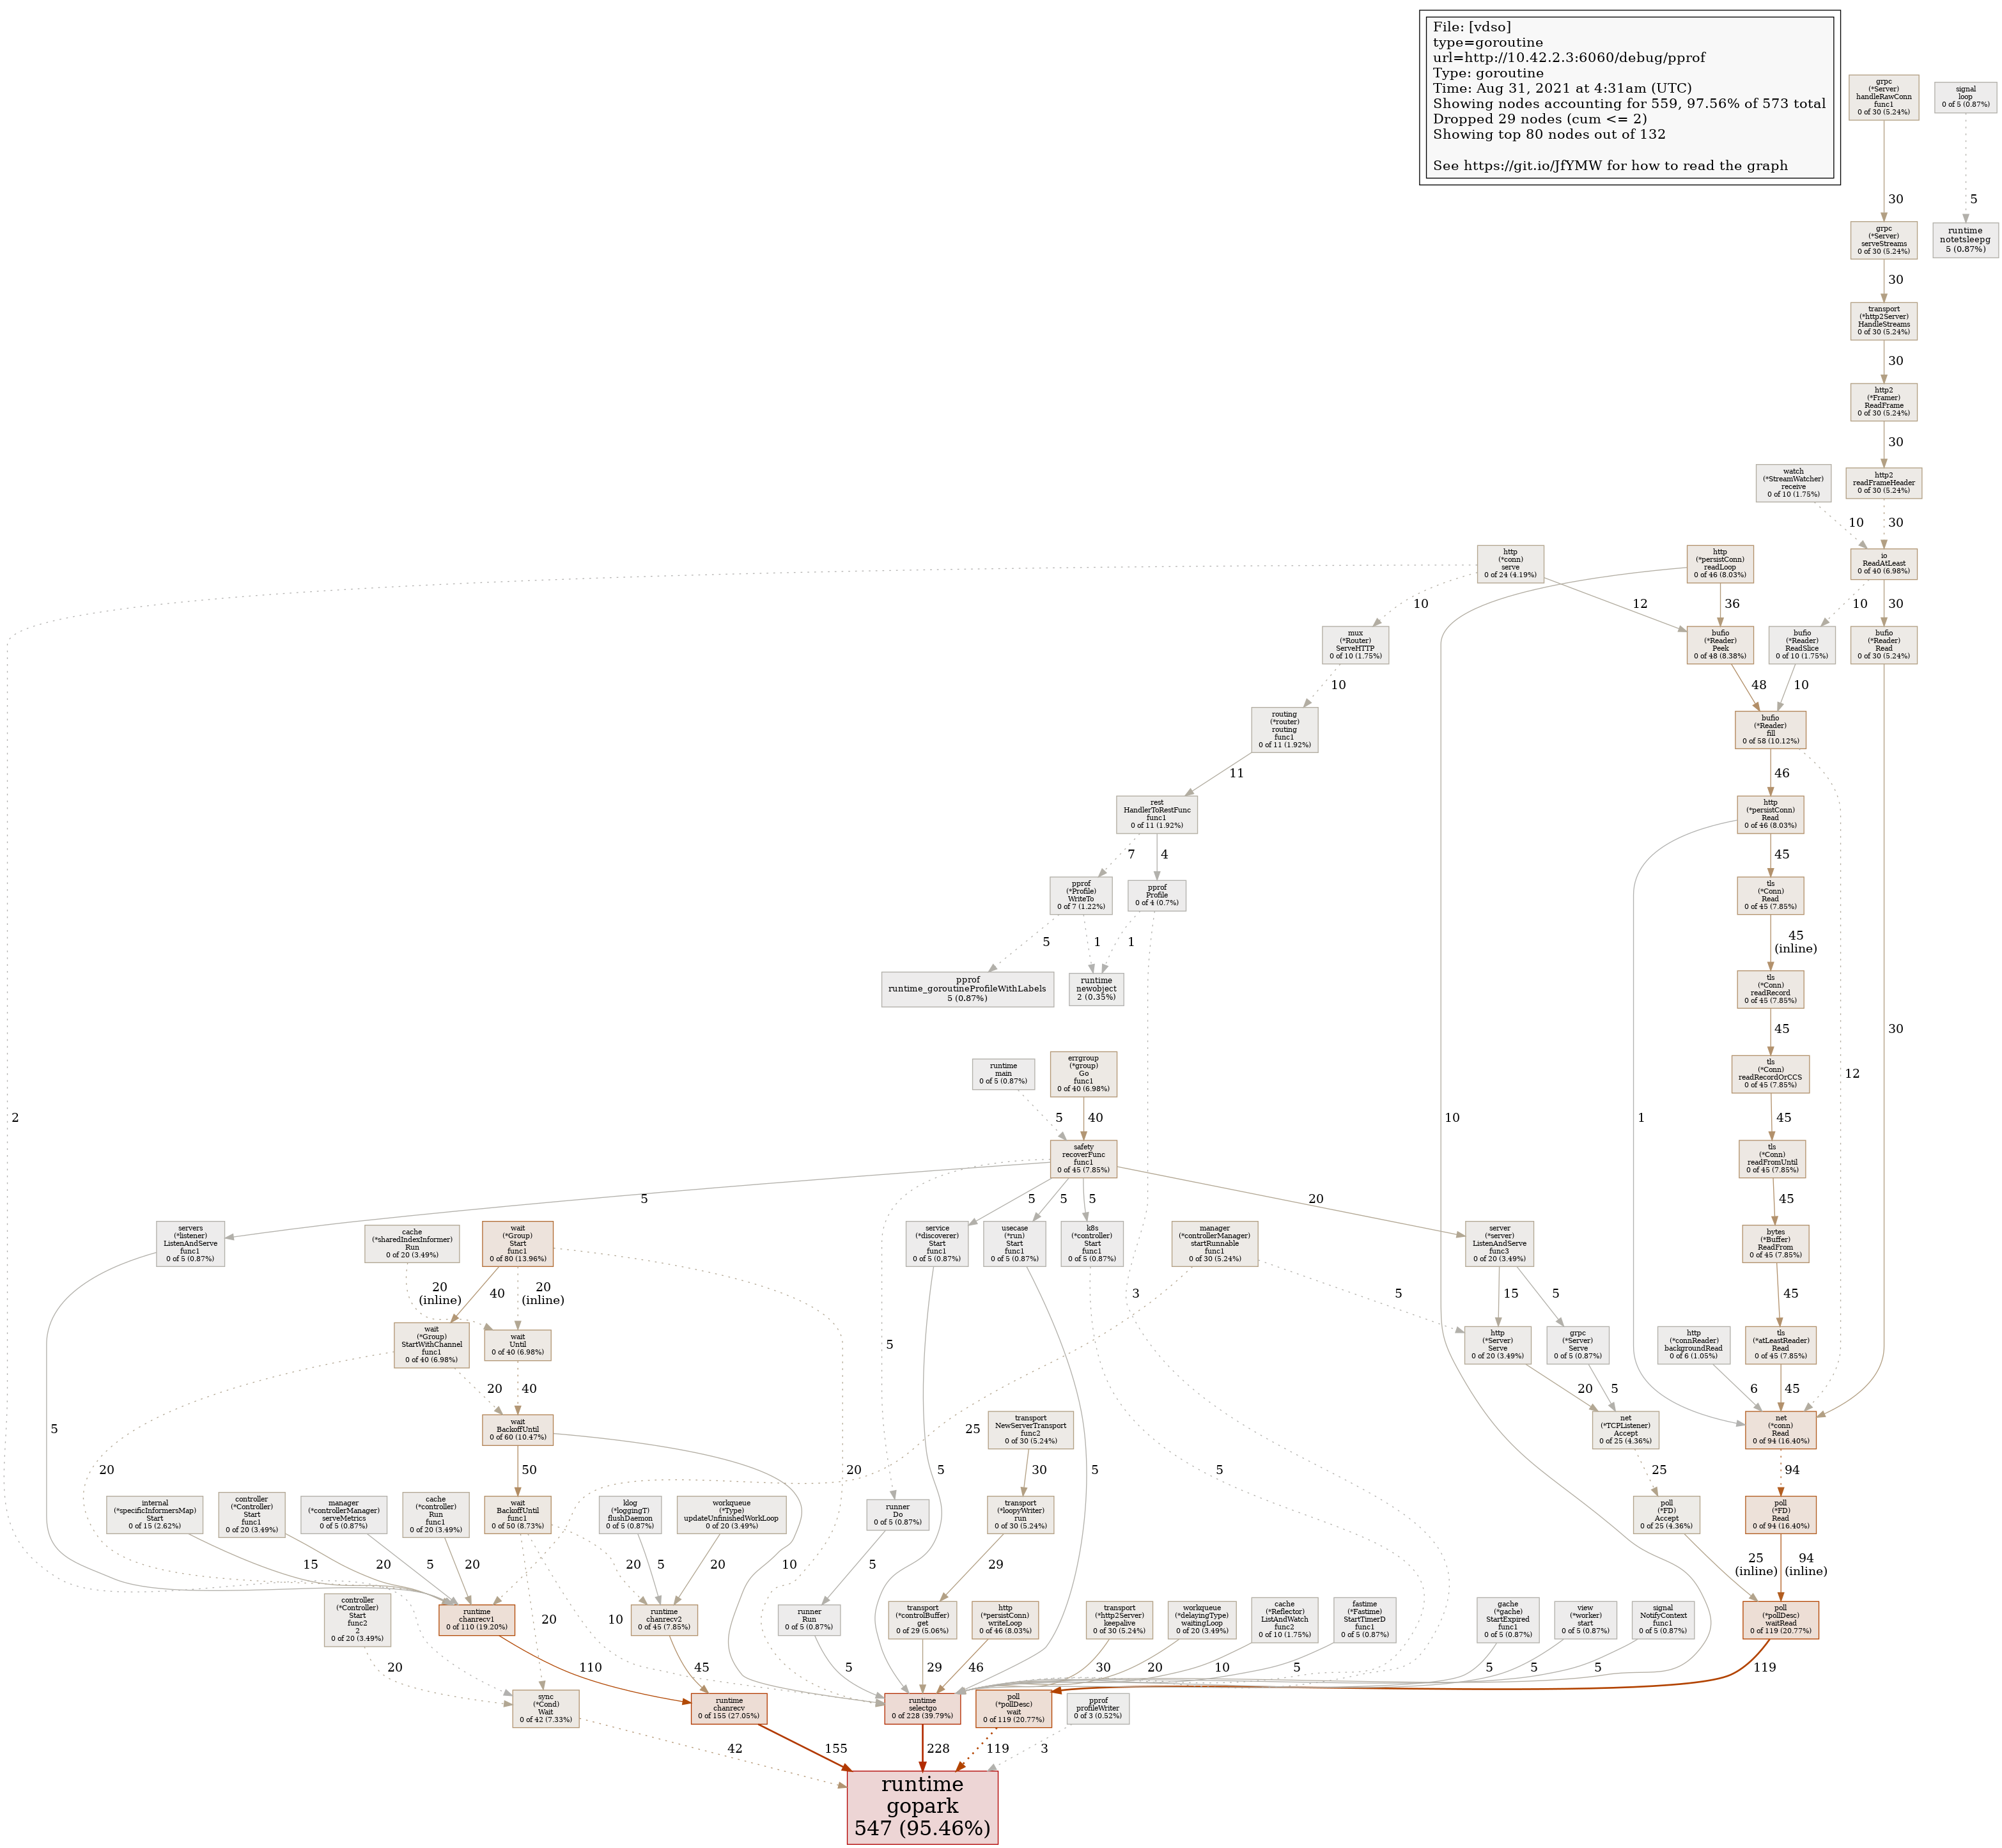 File: [vdso]
type=goroutine
url=http://10.42.2.3:6060/debug/pprof
Type: goroutine
Time: Aug 31, 2021 at 4:31am (UTC)
Showing nodes accounting for 559, 97.56% of 573 total
Dropped 29 nodes (cum <= 2)
Showing top 80 nodes out of 132
See https://git.io/JfYMW for how to read the graph
grpc
(*Server)
handleRawConn
func1
0 of 30 (5.24%)
signal
loop
0 of 5 (0.87%)
30
5
grpc
(*Server)
serveStreams
0 of 30 (5.24%)
runtime
notetsleepg
5 (0.87%)
30
transport
(*http2Server)
HandleStreams
0 of 30 (5.24%)
30
http2
(*Framer)
ReadFrame
0 of 30 (5.24%)
30
watch
(*StreamWatcher)
receive
0 of 10 (1.75%)
http2
readFrameHeader
0 of 30 (5.24%)
10
30
http
(*conn)
serve
0 of 24 (4.19%)
http
(*persistConn)
readLoop
0 of 46 (8.03%)
io
ReadAtLeast
0 of 40 (6.98%)
10
12
36
10
30
mux
(*Router)
ServeHTTP
0 of 10 (1.75%)
bufio
(*Reader)
Peek
0 of 48 (8.38%)
bufio
(*Reader)
ReadSlice
0 of 10 (1.75%)
bufio
(*Reader)
Read
0 of 30 (5.24%)
10
48
10
routing
(*router)
routing
func1
0 of 11 (1.92%)
bufio
(*Reader)
fill
0 of 58 (10.12%)
11
46
rest
HandlerToRestFunc
func1
0 of 11 (1.92%)
http
(*persistConn)
Read
0 of 46 (8.03%)
7
4
45
pprof
(*Profile)
WriteTo
0 of 7 (1.22%)
pprof
Profile
0 of 4 (0.7%)
tls
(*Conn)
Read
0 of 45 (7.85%)
5
1
1
45
(inline)
pprof
runtime_goroutineProfileWithLabels
5 (0.87%)
runtime
newobject
2 (0.35%)
tls
(*Conn)
readRecord
0 of 45 (7.85%)
30
45
runtime
main
0 of 5 (0.87%)
errgroup
(*group)
Go
func1
0 of 40 (6.98%)
tls
(*Conn)
readRecordOrCCS
0 of 45 (7.85%)
12
2
5
40
10
1
45
safety
recoverFunc
func1
0 of 45 (7.85%)
tls
(*Conn)
readFromUntil
0 of 45 (7.85%)
5
5
5
5
20
45
servers
(*listener)
ListenAndServe
func1
0 of 5 (0.87%)
cache
(*sharedIndexInformer)
Run
0 of 20 (3.49%)
wait
(*Group)
Start
func1
0 of 80 (13.96%)
service
(*discoverer)
Start
func1
0 of 5 (0.87%)
usecase
(*run)
Start
func1
0 of 5 (0.87%)
k8s
(*controller)
Start
func1
0 of 5 (0.87%)
manager
(*controllerManager)
startRunnable
func1
0 of 30 (5.24%)
server
(*server)
ListenAndServe
func3
0 of 20 (3.49%)
bytes
(*Buffer)
ReadFrom
0 of 45 (7.85%)
20
(inline)
40
20
(inline)
3
5
15
5
45
wait
(*Group)
StartWithChannel
func1
0 of 40 (6.98%)
wait
Until
0 of 40 (6.98%)
5
http
(*Server)
Serve
0 of 20 (3.49%)
grpc
(*Server)
Serve
0 of 5 (0.87%)
http
(*connReader)
backgroundRead
0 of 6 (1.05%)
tls
(*atLeastReader)
Read
0 of 45 (7.85%)
20
40
20
5
6
45
5
wait
BackoffUntil
0 of 60 (10.47%)
transport
NewServerTransport
func2
0 of 30 (5.24%)
25
net
(*TCPListener)
Accept
0 of 25 (4.36%)
net
(*conn)
Read
0 of 94 (16.40%)
20
50
20
5
30
5
5
25
94
internal
(*specificInformersMap)
Start
0 of 15 (2.62%)
controller
(*Controller)
Start
func1
0 of 20 (3.49%)
manager
(*controllerManager)
serveMetrics
0 of 5 (0.87%)
cache
(*controller)
Run
func1
0 of 20 (3.49%)
wait
BackoffUntil
func1
0 of 50 (8.73%)
klog
(*loggingT)
flushDaemon
0 of 5 (0.87%)
workqueue
(*Type)
updateUnfinishedWorkLoop
0 of 20 (3.49%)
runner
Do
0 of 5 (0.87%)
transport
(*loopyWriter)
run
0 of 30 (5.24%)
poll
(*FD)
Accept
0 of 25 (4.36%)
poll
(*FD)
Read
0 of 94 (16.40%)
15
20
5
20
20
5
20
10
5
29
25
(inline)
94
(inline)
controller
(*Controller)
Start
func2
2
0 of 20 (3.49%)
runtime
chanrecv1
0 of 110 (19.20%)
20
10
runtime
chanrecv2
0 of 45 (7.85%)
runner
Run
0 of 5 (0.87%)
transport
(*controlBuffer)
get
0 of 29 (5.06%)
http
(*persistConn)
writeLoop
0 of 46 (8.03%)
transport
(*http2Server)
keepalive
0 of 30 (5.24%)
workqueue
(*delayingType)
waitingLoop
0 of 20 (3.49%)
cache
(*Reflector)
ListAndWatch
func2
0 of 10 (1.75%)
fastime
(*Fastime)
StartTimerD
func1
0 of 5 (0.87%)
gache
(*gache)
StartExpired
func1
0 of 5 (0.87%)
view
(*worker)
start
0 of 5 (0.87%)
signal
NotifyContext
func1
0 of 5 (0.87%)
poll
(*pollDesc)
waitRead
0 of 119 (20.77%)
20
110
45
5
29
46
30
20
10
5
5
5
5
119
sync
(*Cond)
Wait
0 of 42 (7.33%)
runtime
chanrecv
0 of 155 (27.05%)
runtime
selectgo
0 of 228 (39.79%)
poll
(*pollDesc)
wait
0 of 119 (20.77%)
pprof
profileWriter
0 of 3 (0.52%)
42
155
228
119
3
runtime
gopark
547 (95.46%)